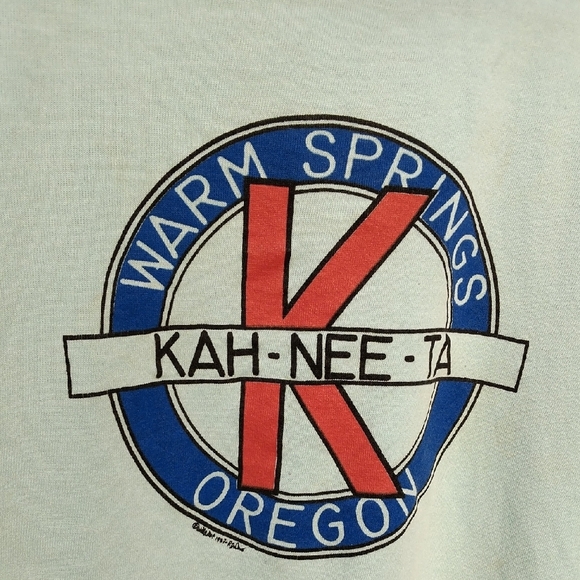 WARM SPRINGS
K
KAH-NEE-TA
OREGON